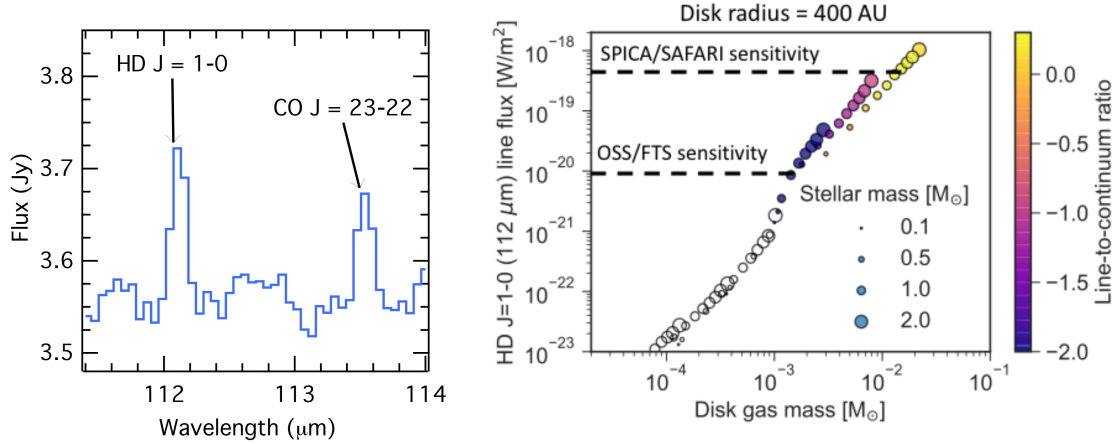 HD J = 1-0
CO J = 23-22
3.8
3.7
3.6
3.5
Flux (Jy)
112
113
114
Wavelength (μm)
Disk radius = 400 AU
SPICA/SAFARI sensitivity
OSS/FTS sensitivity
Stellar mass [M⊙]
0.1
0.5
1.0
2.0
10⁻¹⁸
10⁻¹⁹
10⁻²⁰
10⁻²¹
10⁻²²
10⁻²³
HD J=1-0 (112 μm) line flux [W/m²]
10⁻⁴
10⁻³
10⁻²
10⁻¹
Disk gas mass [M⊙]
0.0
−0.5
−1.0
−1.5
−2.0
Line-to-continuum ratio